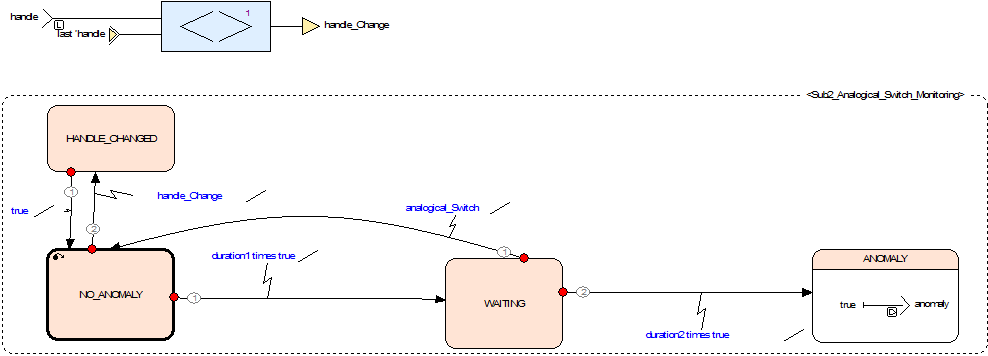 handle
L
last 'handle
<>
1
handle_Change
<Sub2_Analogical_Switch_Monitoring>
HANDLE_CHANGED
1
true
handle_Change
2
analogical_Switch
duration1 times true
1
NO_ANOMALY
1
WAITING
2
duration2 times true
ANOMALY
true
anomaly
D